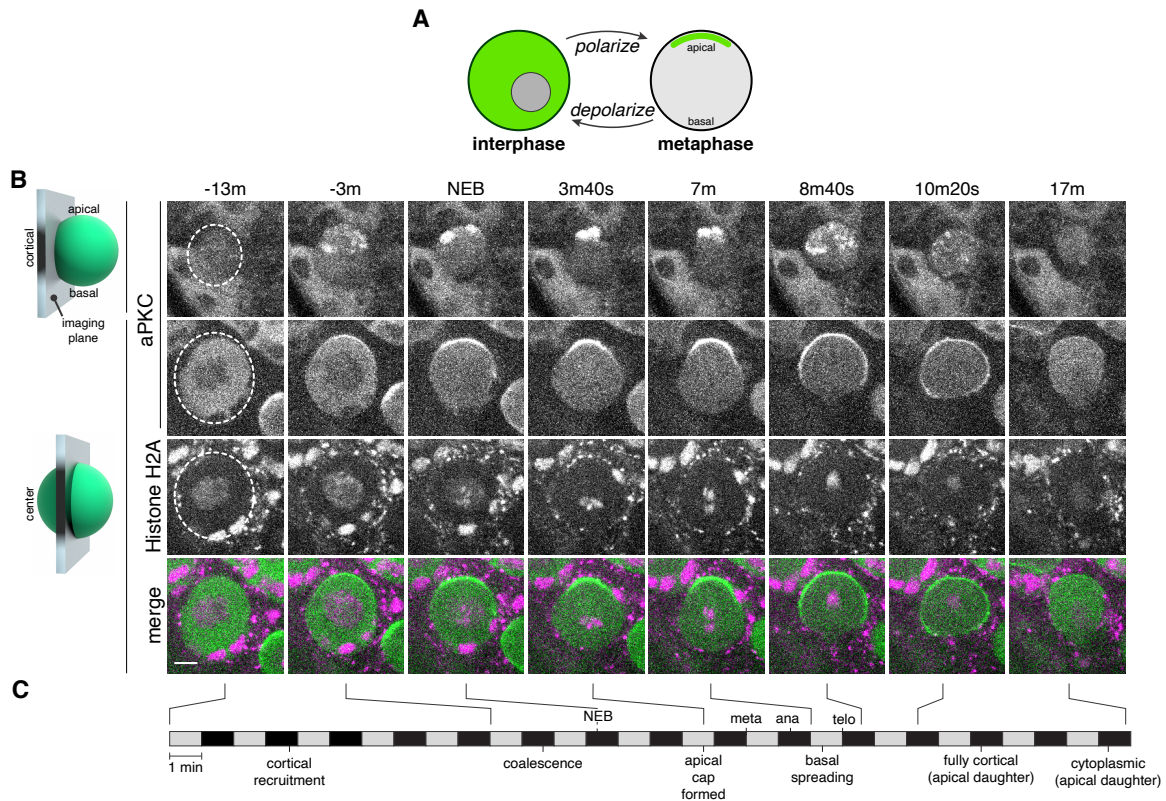 A
polarize
apical
depolarize
basal
interphase
metaphase
B
-13m
-3m
NEB
3m40s
7m
8m40s
10m20s
17m
apical
cortical
basal
imaging
plane
aPKC
center
Histone H2A
merge
C
NEB
meta
ana
telo
1 min
cortical
recruitment
coalescence
apical
cap
formed
basal
spreading
fully cortical
(apical daughter)
cytoplasmic
(apical daughter)